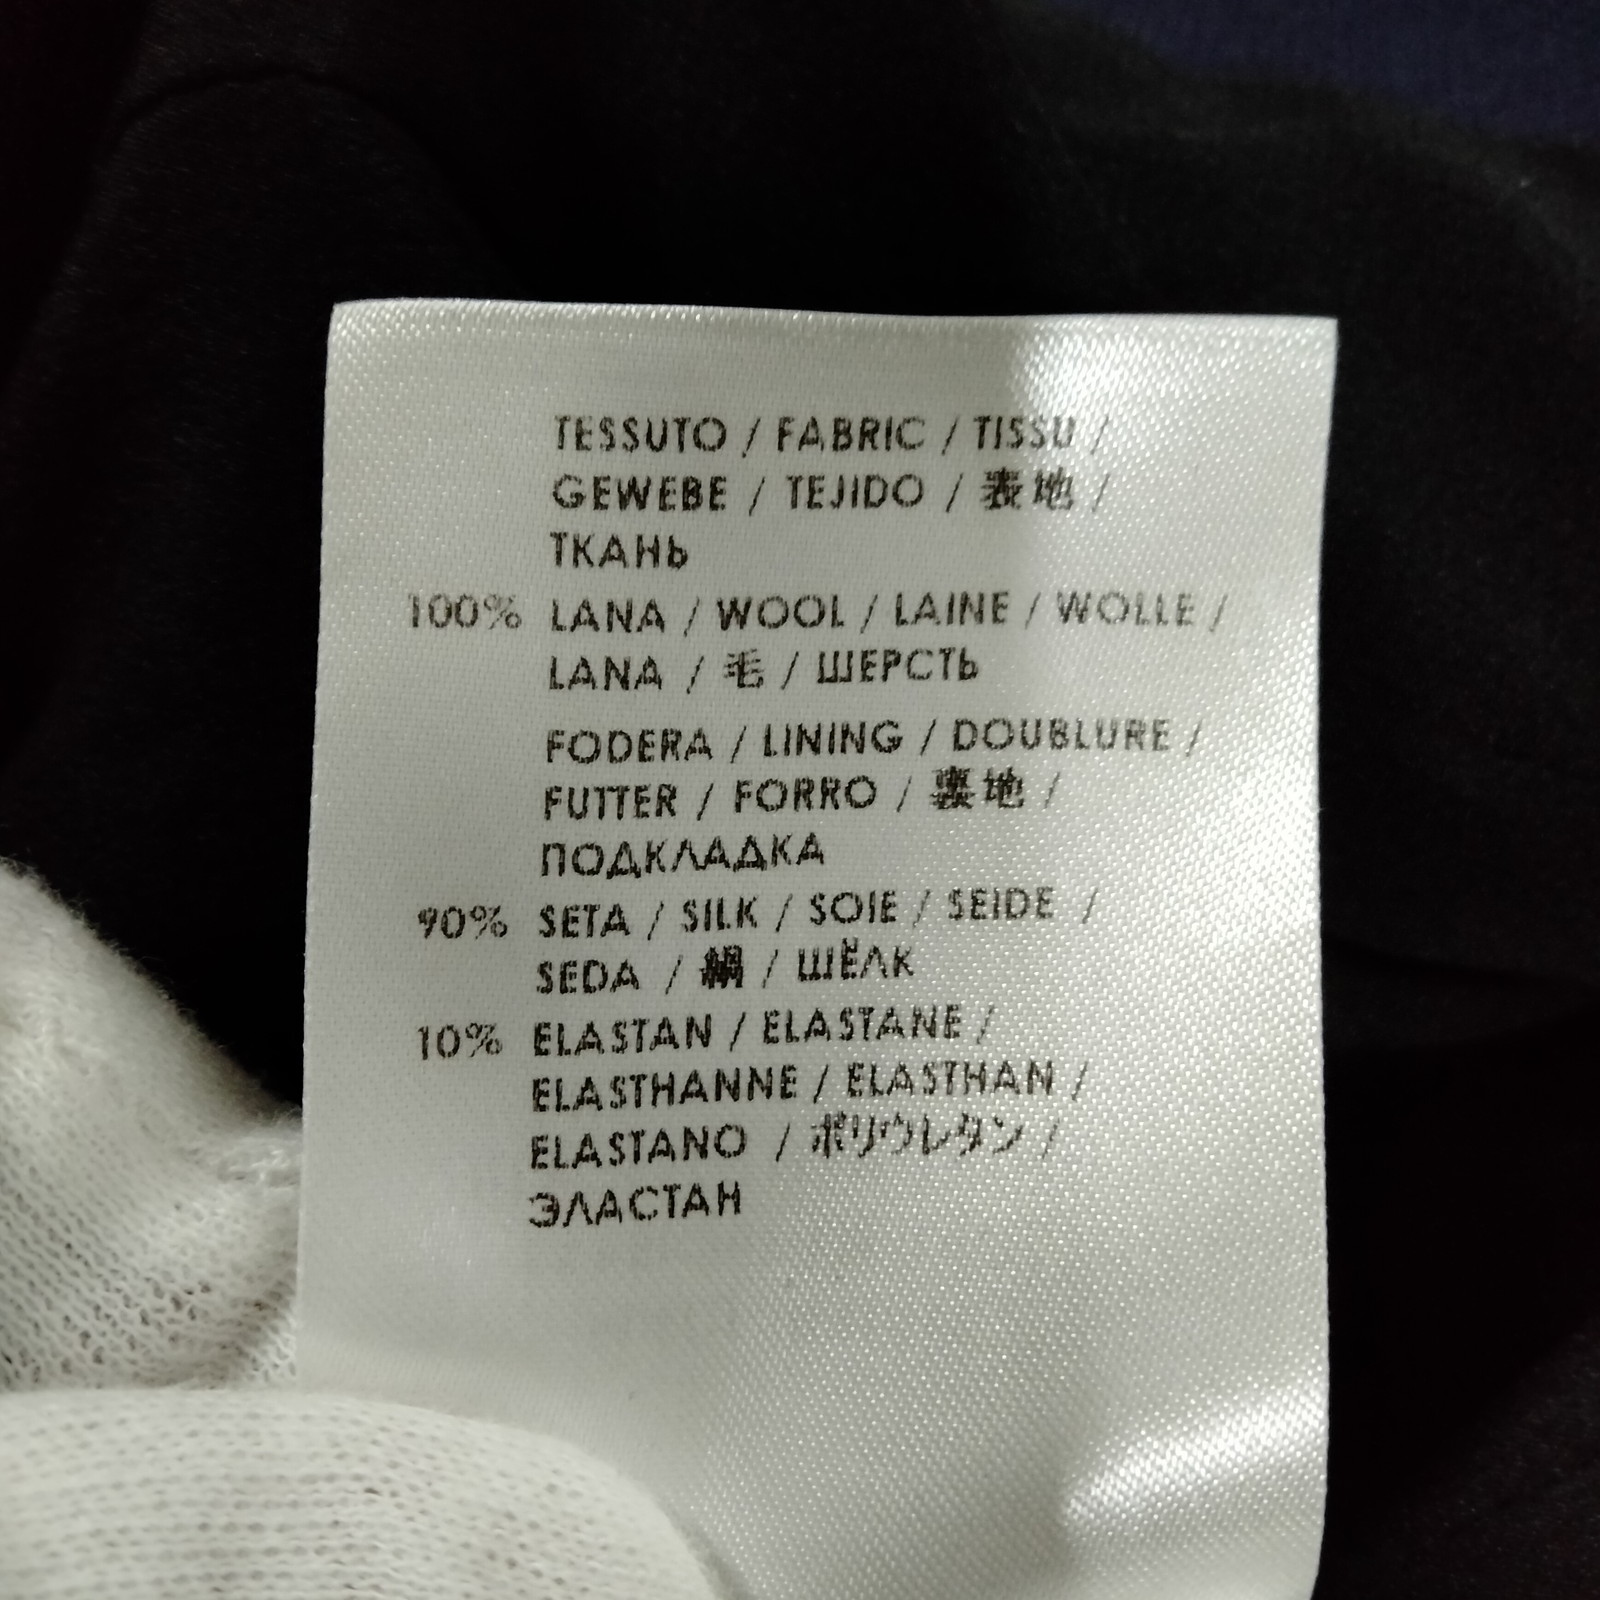 TESSUTO / FABRIC / TISSU /
GEWEBE / TEJIDO / 表地 /
ТКАНЬ
100% LANA / WOOL / LAINE / WOLLE /
LANA / 毛 / ШЕРСТЬ
FODERA / LINING / DOUBLURE /
FUTTER / FORRO / 裏地 /
ПОДКЛАДКА
90% SETA / SILK / SOIE / SEIDE /
SEDA / 絹 / ШЁЛК
10% ELASTAN / ELASTANE /
ELASTHANNE / ELASTHAN /
ELASTANO / ポリウレタン /
ЭЛАСТАН